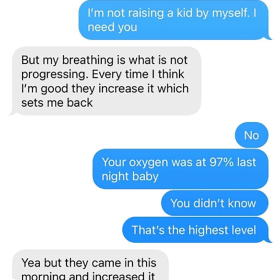 I'm not raising a kid by myself. I
need you
But my breathing is what is not
progressing. Every time I think
I'm good they increase it which
sets me back
No
Your oxygen was at 97% last
night baby
You didn't know
That's the highest level
Yea but they came in this
morning and increased it